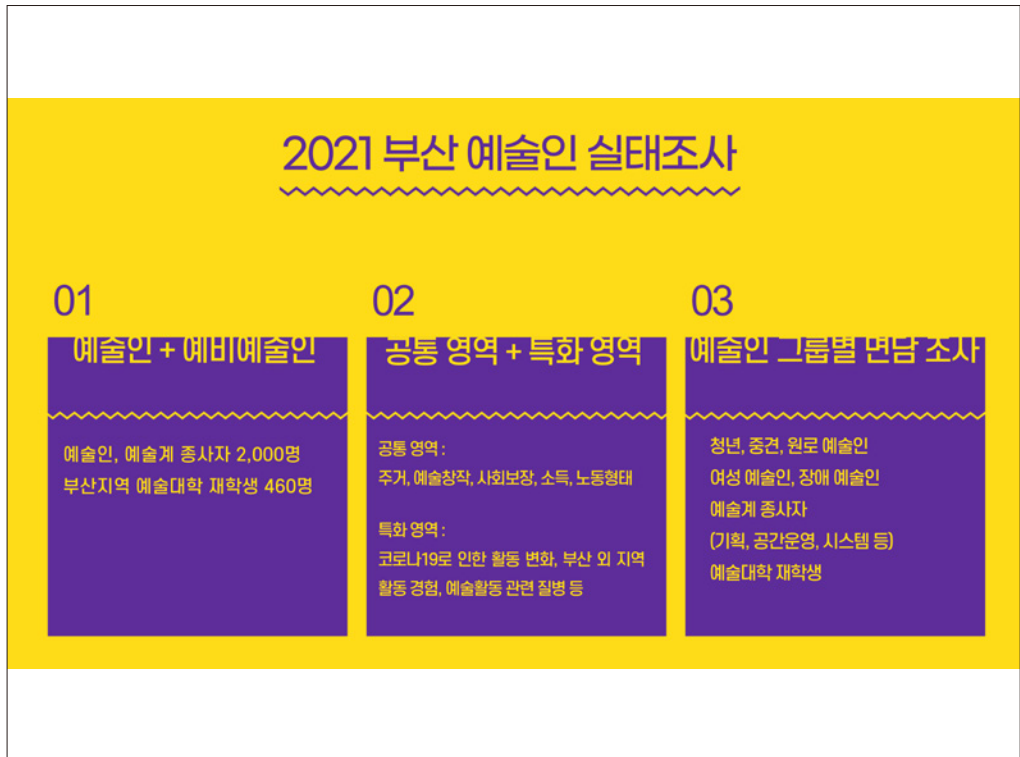 2021 부산 예술인 실태조사
01
예술인 + 예비예술인
예술인, 예술계 종사자 2,000명
부산지역 예술대학 재학생 460명
02
공통 영역 + 특화 영역
공통 영역 :
주거, 예술창작, 사회보장, 소득, 노동형태
특화 영역 :
코로나19로 인한 활동 변화, 부산 외 지역
활동 경험, 예술활동 관련 질병 등
03
예술인 그룹별 면담 조사
청년, 중견, 원로 예술인
여성 예술인, 장애 예술인
예술계 종사자
(기획, 공간운영, 시스템 등)
예술대학 재학생